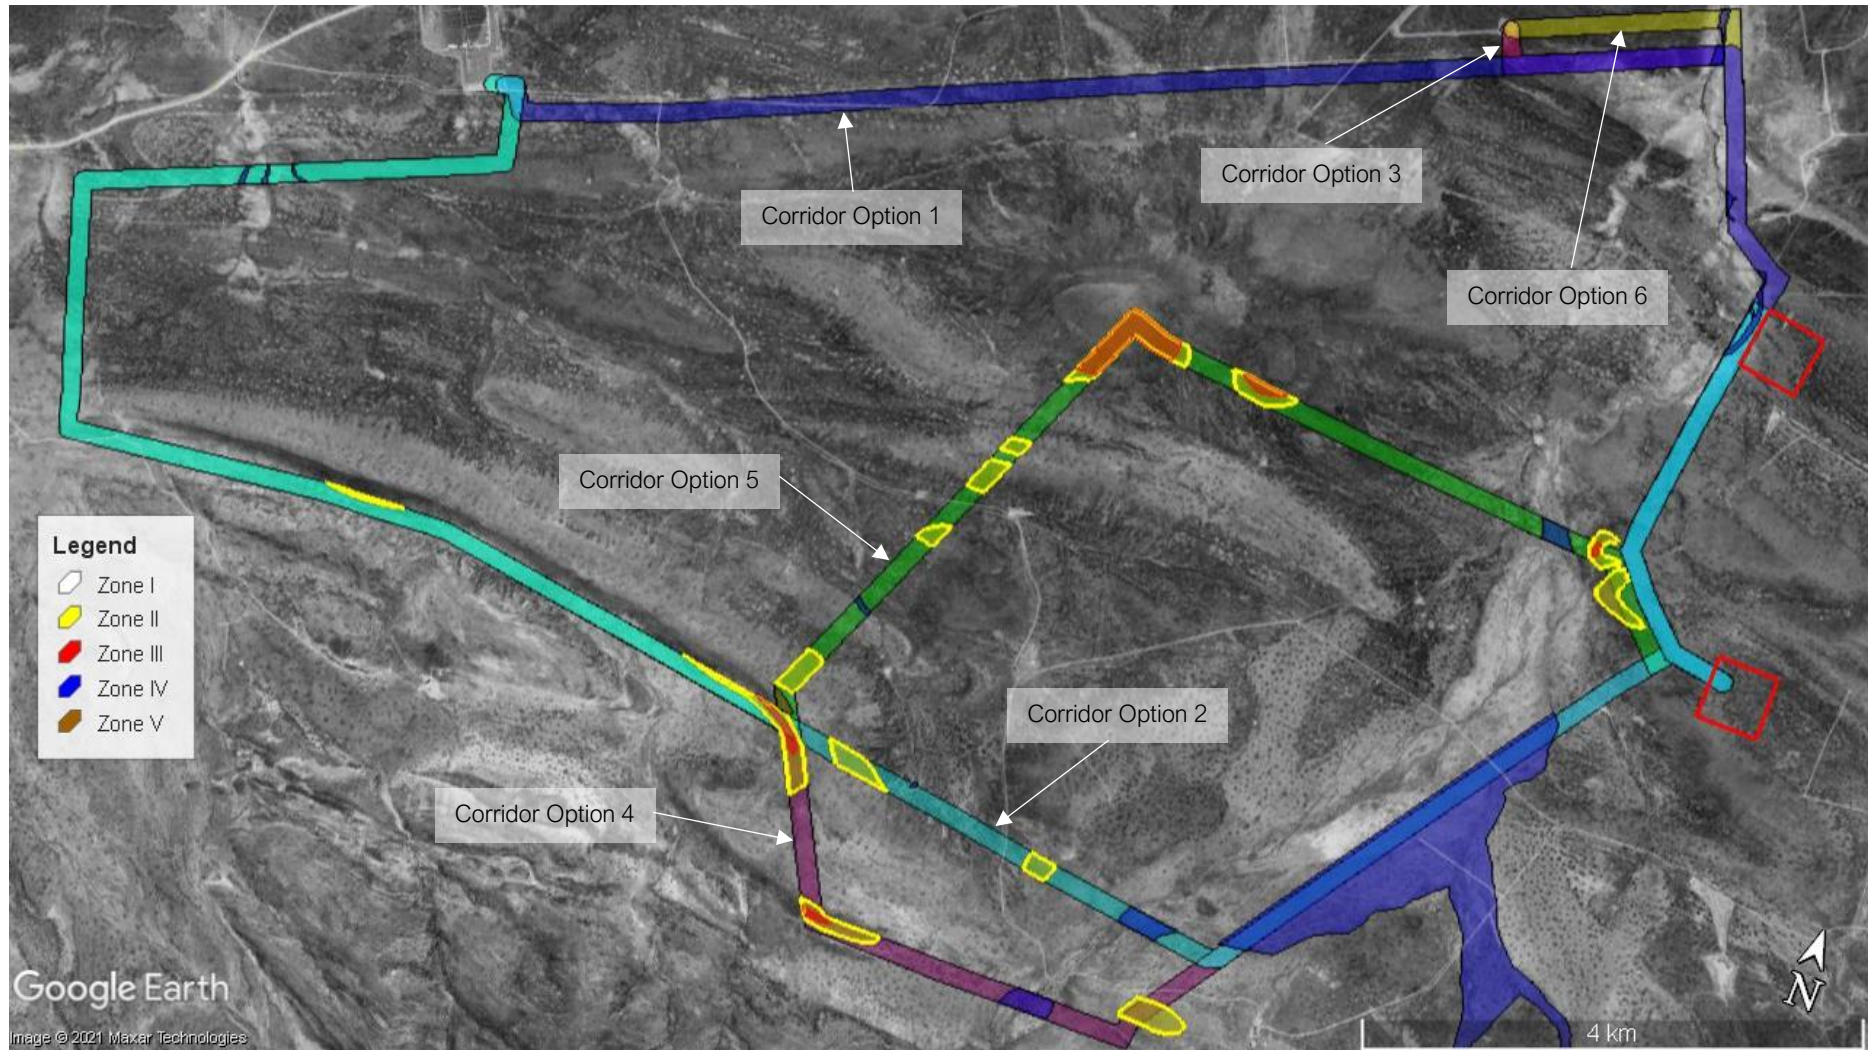 Corridor Option 3
Corridor Option 1
Corridor Option 6
Corridor Option 5
Legend
Zone I
Zone II
Zone III
Zone IV
Zone V
Corridor Option 2
Corridor Option 4
Google Earth
N
Image © 2021 Maxar Technologies
4 km